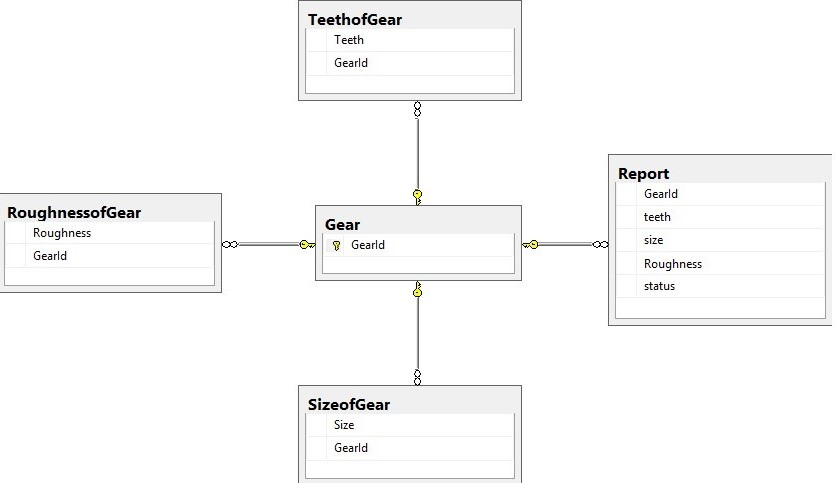 TeethofGear
Teeth
GearId
RoughnessofGear
Roughness
GearId
Gear
GearId
Report
GearId
teeth
size
Roughness
status
SizeofGear
Size
GearId